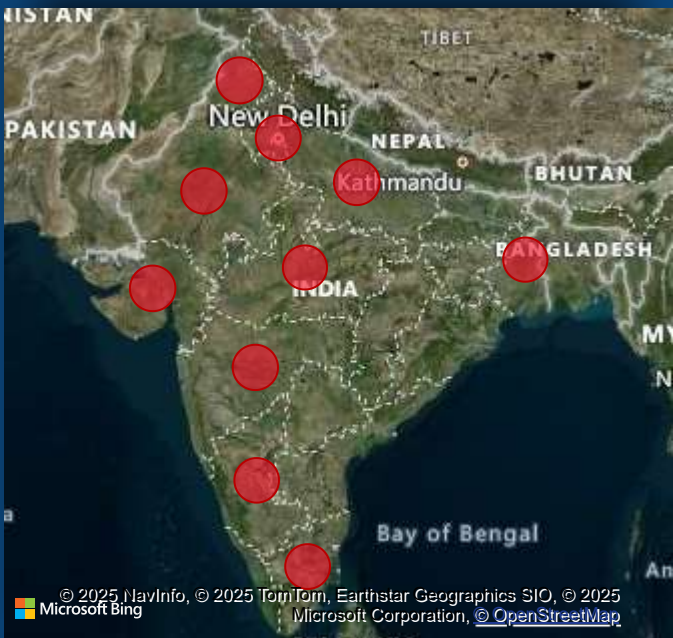 NISTAN
TIBET
New Delhi
PAKISTAN
NEPAL
Kathmandu
BHUTAN
BANGLADESH
INDIA
MY
N
a
Bay of Bengal
An
© 2025 NavInfo, © 2025 TomTom, Earthstar Geographics SIO, © 2025
Microsoft Bing
Microsoft Corporation, © OpenStreetMap